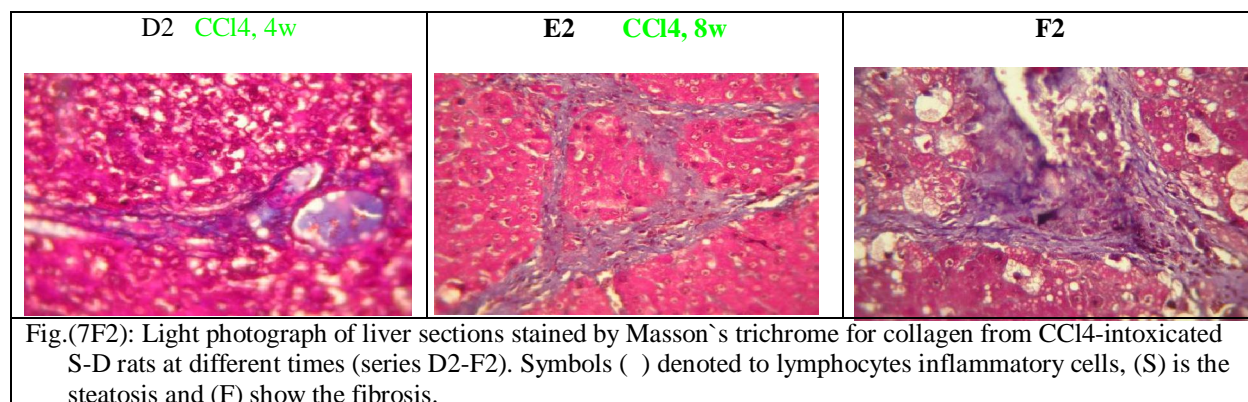 D2 CCl4, 4w
E2 CCl4, 8w
F2
Fig.(7F2): Light photograph of liver sections stained by Masson`s trichrome for collagen from CCl4-intoxicated
S-D rats at different times (series D2-F2). Symbols ( ) denoted to lymphocytes inflammatory cells, (S) is the
steatosis and (F) show the fibrosis.